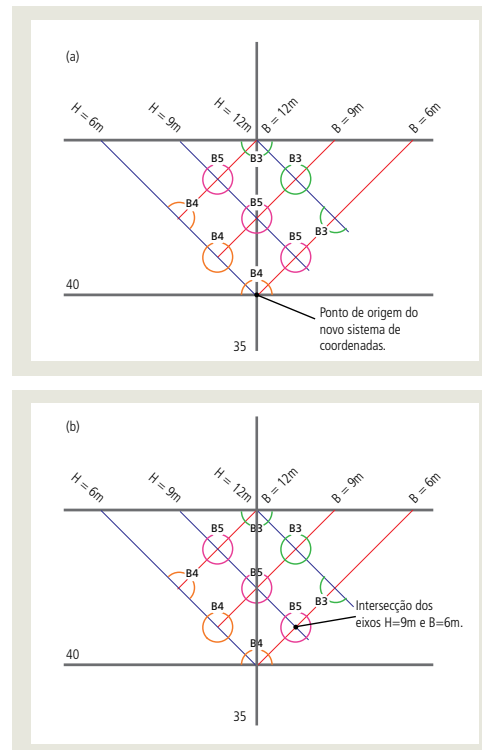 (a)
H = 6m
H = 9m
H = 12m
B = 12m
B = 9m
B = 6m
B5
B3
B3
B4
B5
B4
B5
B3
B4
40
35
Ponto de origem do
novo sistema de
coordenadas.
(b)
H = 6m
H = 9m
H = 12m
B = 12m
B = 9m
B = 6m
B5
B3
B3
B4
B5
B4
B5
B3
B4
40
35
Intersecção dos
eixos H=9m e B=6m.